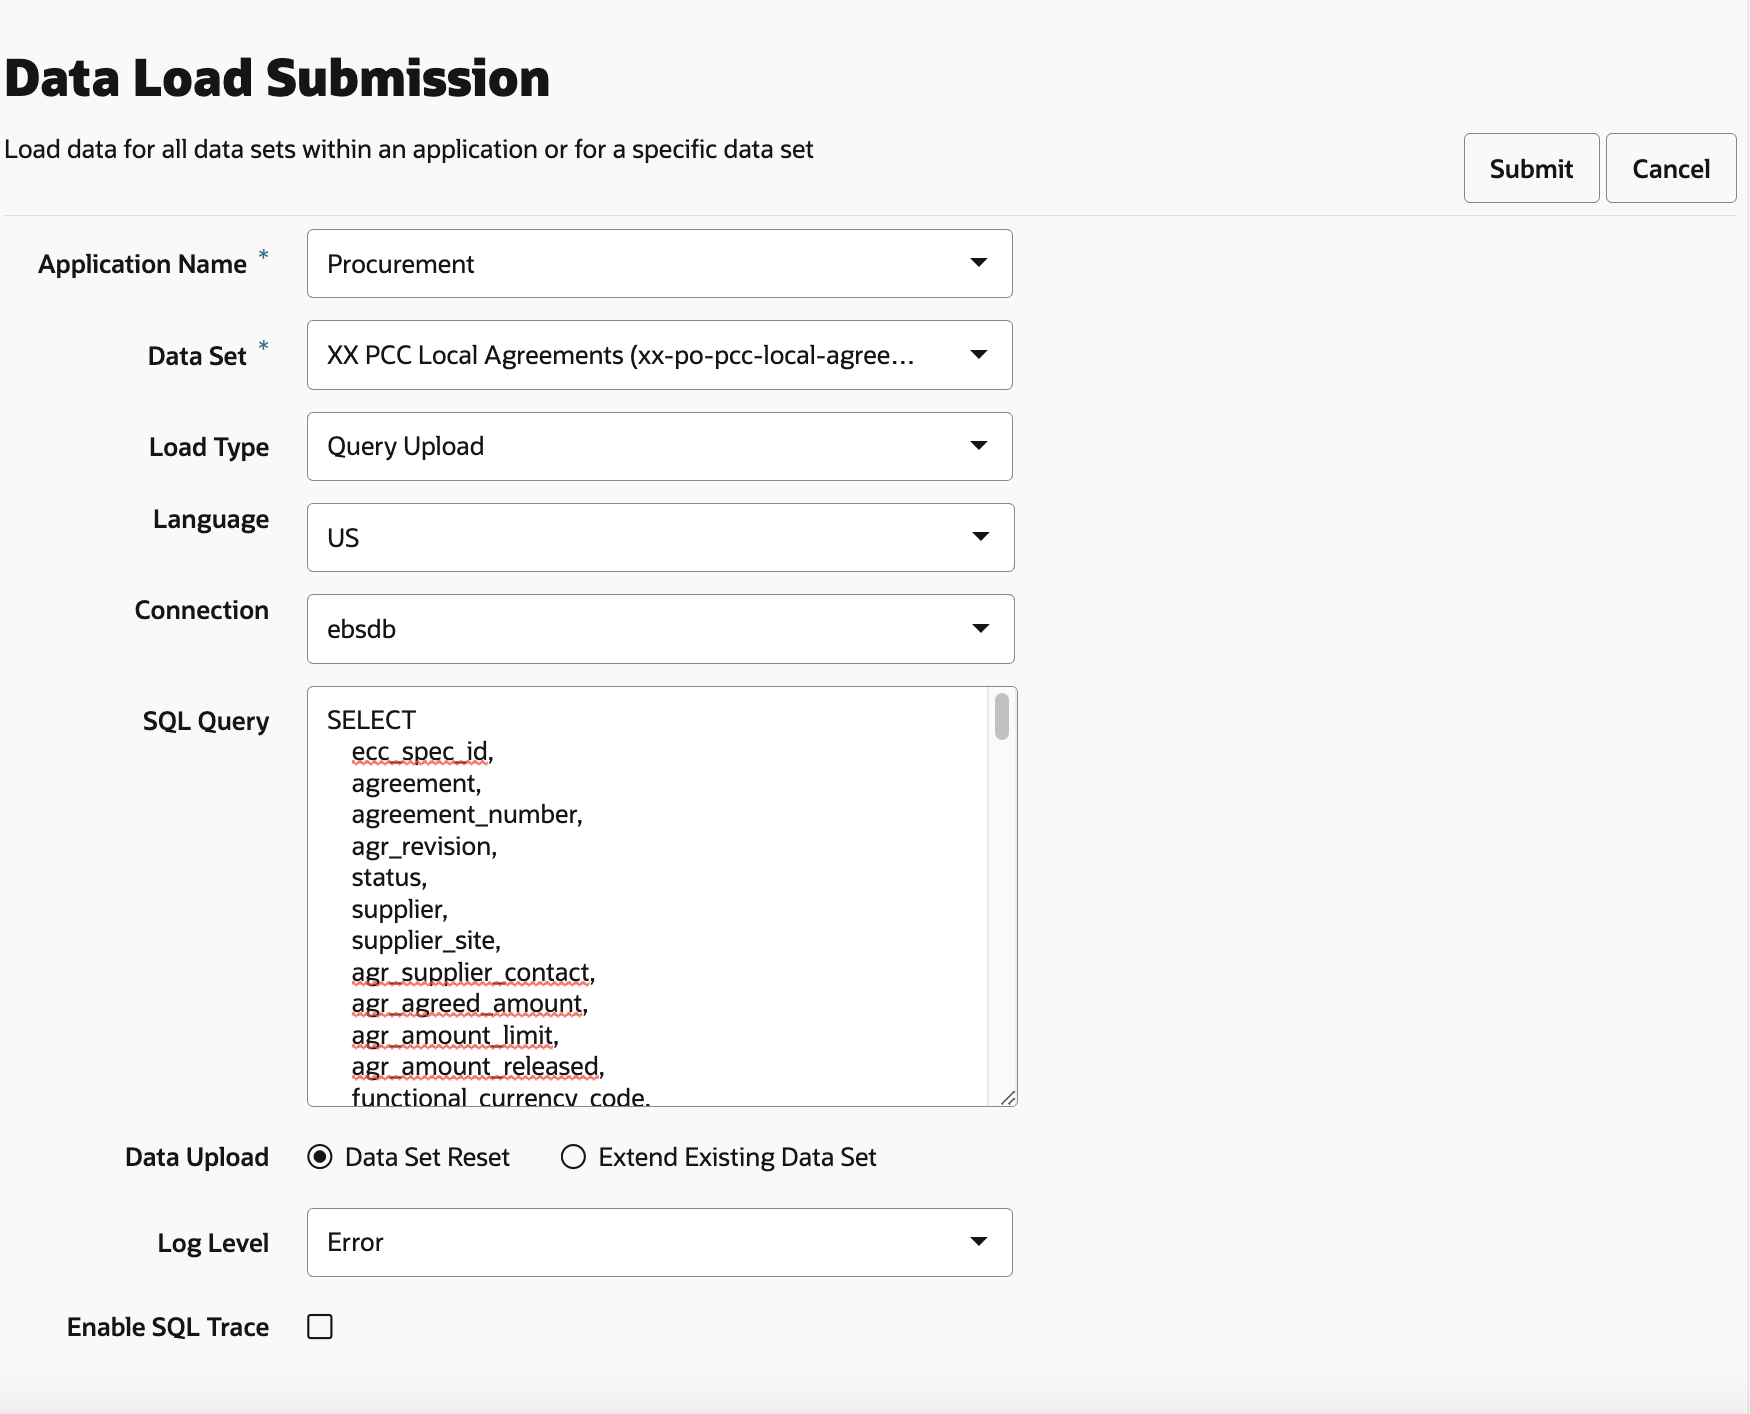 Data Load Submission
Load data for all data sets within an application or for a specific data set
Submit
Cancel
Application Name *
Procurement
Data Set *
XX PCC Local Agreements (xx-po-pcc-local-agree...
Load Type
Query Upload
Language
US
Connection
ebsdb
SQL Query
SELECT
ecc_spec_id,
agreement,
agreement_number,
agr_revision,
status,
supplier,
supplier_site,
agr_supplier_contact,
agr_agreed_amount,
agr_amount_limit,
agr_amount_released,
functional_currency_code,
Data Upload
Data Set Reset
Extend Existing Data Set
Log Level
Error
Enable SQL Trace